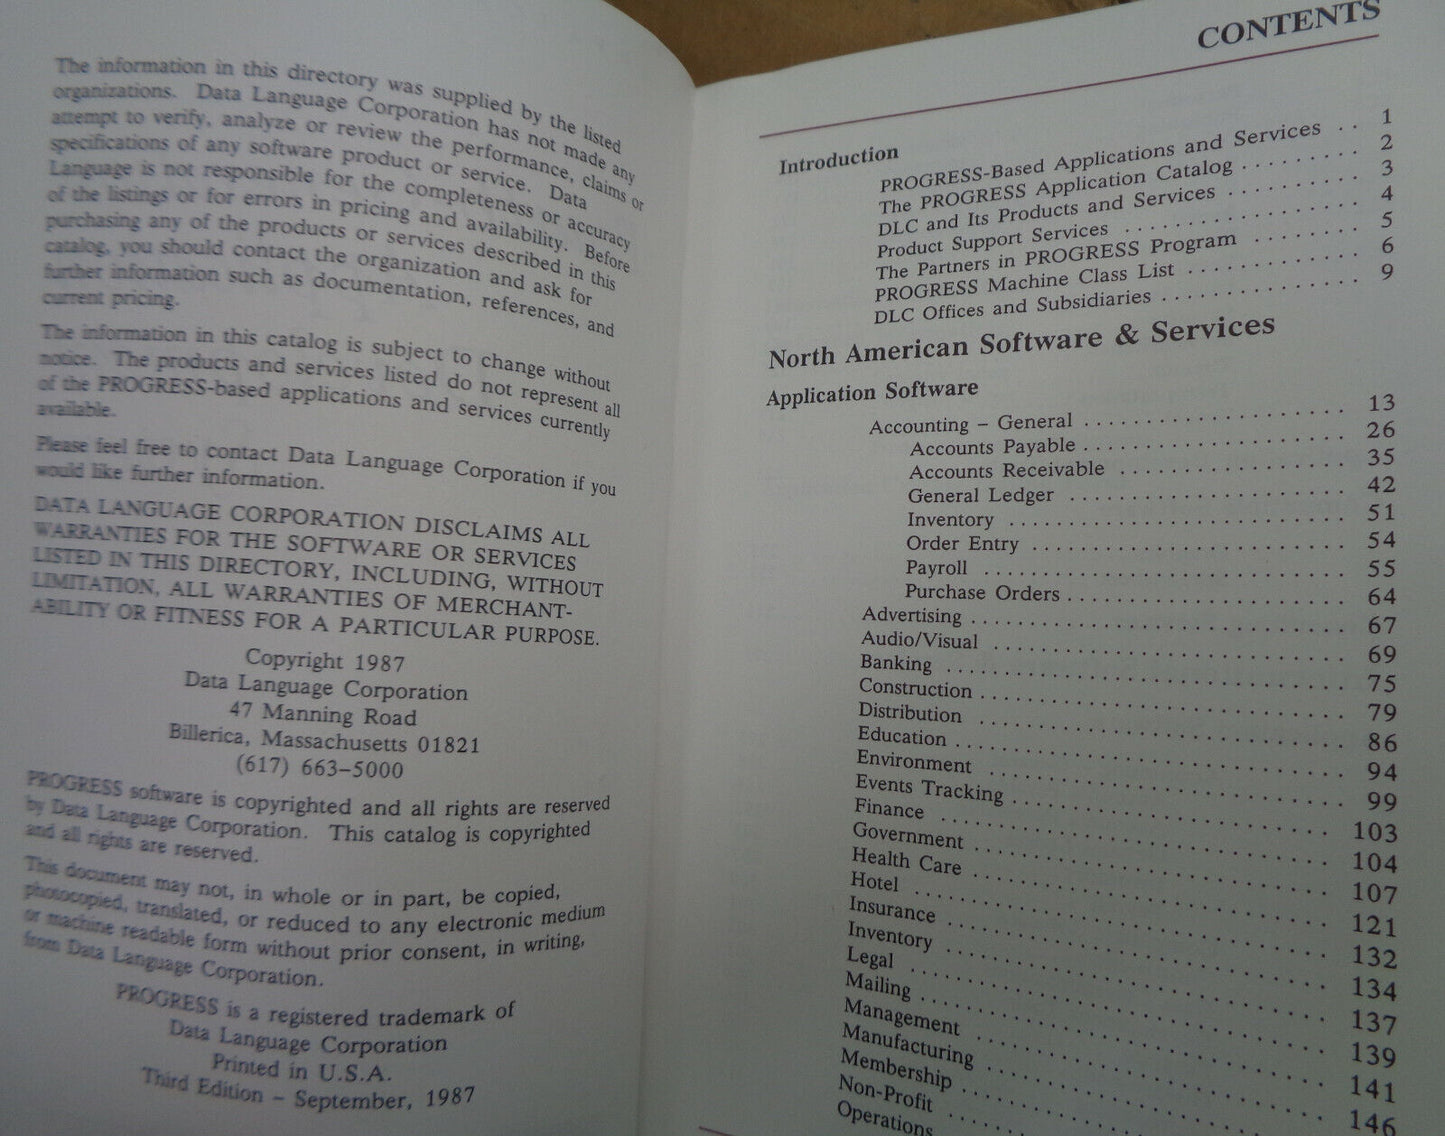 The information in this directory was supplied by the listed
organizations. Data Language Corporation has not made any
attempt to verify, analyze or review the performance, claims or
specifications of any software product or service. Data
Language is not responsible for the completeness or accuracy
of the listings or for errors in pricing and availability. Before
purchasing any of the products or services described in this
catalog, you should contact the organization and ask for
further information such as documentation, references, and
current pricing.
The information in this catalog is subject to change without
notice. The products and services listed do not represent all
of the PROGRESS-based applications and services currently
available.
Please feel free to contact Data Language Corporation if you
would like further information.
DATA LANGUAGE CORPORATION DISCLAIMS ALL
WARRANTIES FOR THE SOFTWARE OR SERVICES
LISTED IN THIS DIRECTORY, INCLUDING, WITHOUT
LIMITATION, ALL WARRANTIES OF MERCHANT-
ABILITY OR FITNESS FOR A PARTICULAR PURPOSE.
Copyright 1987
Data Language Corporation
47 Manning Road
Billerica, Massachusetts 01821
(617) 663-5000
PROGRESS software is copyrighted and all rights are reserved
by Data Language Corporation. This catalog is copyrighted
and all rights are reserved.
This document may not, in whole or in part, be copied,
photocopied, translated, or reduced to any electronic medium
or machine readable form without prior consent, in writing,
from Data Language Corporation.
PROGRESS is a registered trademark of
Data Language Corporation
Printed in U.S.A.
Third Edition - September, 1987
CONTENTS
Introduction
PROGRESS-Based Applications and Services . . 1
The PROGRESS Application Catalog . . . . . . . . 2
DLC and Its Products and Services . . . . . . . . . 3
Product Support Services . . . . . . . . . . . . . . . 4
The Partners in PROGRESS Program . . . . . . . 5
PROGRESS Machine Class List . . . . . . . . . . . 6
DLC Offices and Subsidiaries . . . . . . . . . . . . . 9
North American Software & Services
Application Software
Accounting – General . . . . . . . . . . . . . . . . . 13
Accounts Payable . . . . . . . . . . . . . . . . . 26
Accounts Receivable . . . . . . . . . . . . . . . 35
General Ledger . . . . . . . . . . . . . . . . . . 42
Inventory . . . . . . . . . . . . . . . . . . . . . . 51
Order Entry . . . . . . . . . . . . . . . . . . . . 54
Payroll . . . . . . . . . . . . . . . . . . . . . . . . 55
Purchase Orders . . . . . . . . . . . . . . . . . . 64
Advertising . . . . . . . . . . . . . . . . . . . . . . . . 67
Audio/Visual . . . . . . . . . . . . . . . . . . . . . . . 69
Banking . . . . . . . . . . . . . . . . . . . . . . . . . . 75
Construction . . . . . . . . . . . . . . . . . . . . . . . 79
Distribution . . . . . . . . . . . . . . . . . . . . . . . . 86
Education . . . . . . . . . . . . . . . . . . . . . . . . . 94
Environment . . . . . . . . . . . . . . . . . . . . . . . 99
Events Tracking . . . . . . . . . . . . . . . . . . . . . 103
Finance . . . . . . . . . . . . . . . . . . . . . . . . . . 104
Government . . . . . . . . . . . . . . . . . . . . . . . 107
Health Care . . . . . . . . . . . . . . . . . . . . . . . 121
Hotel . . . . . . . . . . . . . . . . . . . . . . . . . . . 132
Insurance . . . . . . . . . . . . . . . . . . . . . . . . 134
Inventory . . . . . . . . . . . . . . . . . . . . . . . . 137
Legal . . . . . . . . . . . . . . . . . . . . . . . . . . . 139
Mailing . . . . . . . . . . . . . . . . . . . . . . . . . . 141
Management . . . . . . . . . . . . . . . . . . . . . . 146
Manufacturing . . . . . . . . . . . . . . . . . . . .
Membership . . . . . . . . . . . . . . . . . .
Non-Profit . . . . . . . .
Operations